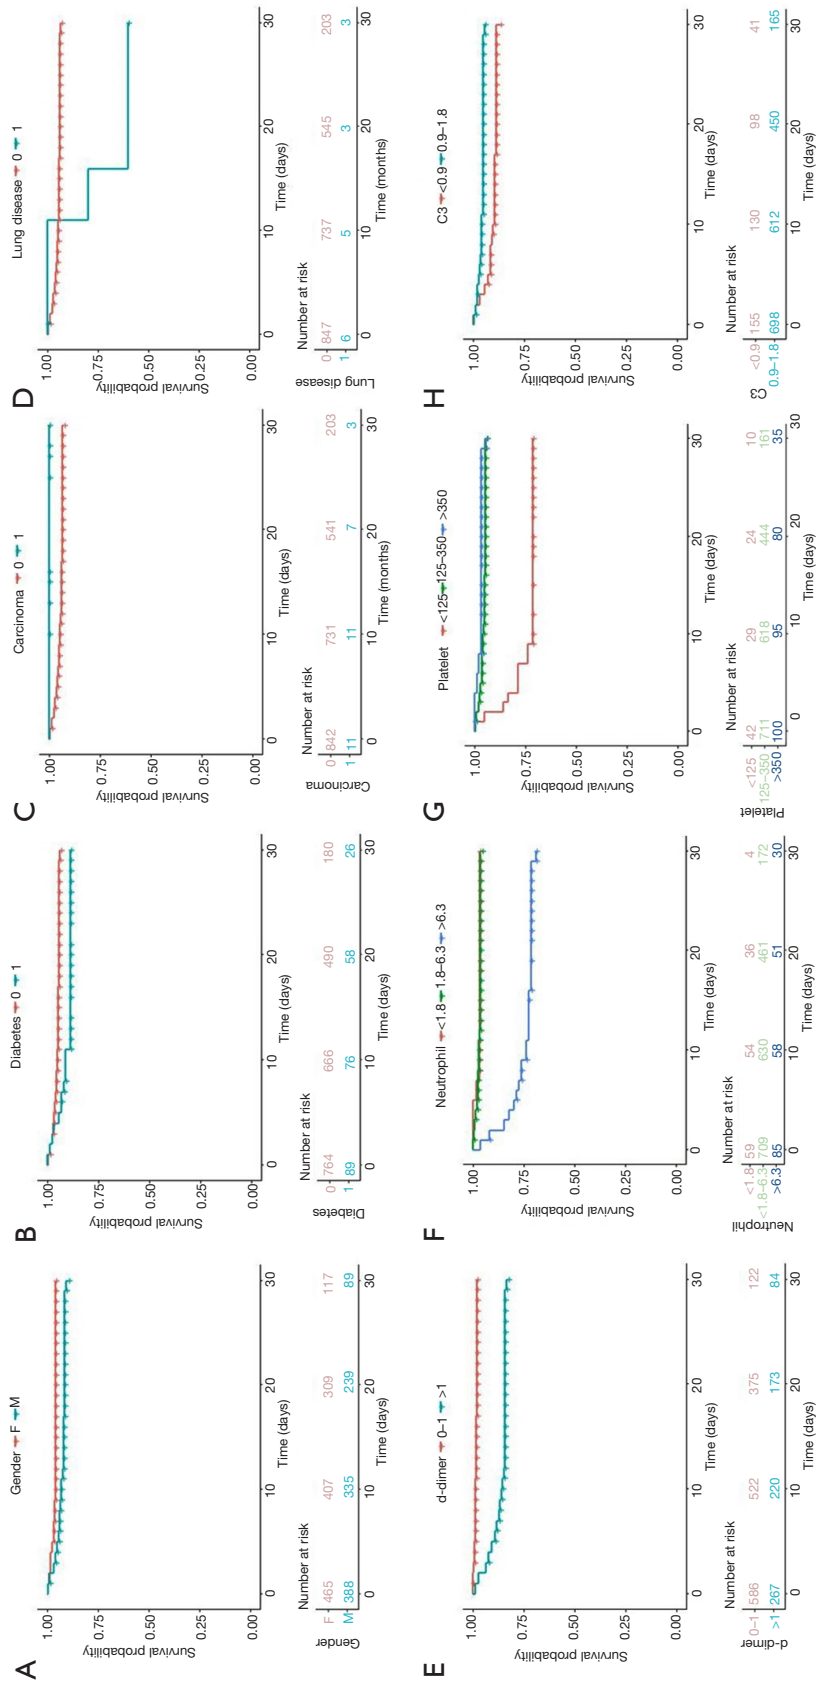 A
Gender F M
1.00
0.75
0.50
0.25
0.00
Survival probability
0 10 20 30
Time (days)
Number at risk
F 465 407 309 117
M 388 335 239 89
Gender
0 10 20 30
Time (days)
B
Diabetes 0 1
1.00
0.75
0.50
0.25
0.00
Survival probability
0 10 20 30
Time (days)
Number at risk
0 764 666 490 180
1 89 76 58 26
Diabetes
0 10 20 30
Time (days)
C
Carcinoma 0 1
1.00
0.75
0.50
0.25
0.00
Survival probability
0 10 20 30
Time (days)
Number at risk
0 842 731 541 203
1 11 11 7 3
Carcinoma
0 10 20 30
Time (months)
D
Lung disease 0 1
1.00
0.75
0.50
0.25
0.00
Survival probability
0 10 20 30
Time (days)
Number at risk
0 847 737 545 203
1 6 5 3 3
Lung disease
0 10 20 30
Time (months)
E
d-dimer 0–1 >1
1.00
0.75
0.50
0.25
0.00
Survival probability
0 10 20 30
Time (days)
Number at risk
0–1 586 522 375 122
>1 267 220 173 84
d-dimer
0 10 20 30
Time (days)
F
Neutrophil <1.8 1.8–6.3 >6.3
1.00
0.75
0.50
0.25
0.00
Survival probability
0 10 20 30
Time (days)
Number at risk
<1.8 59 54 36 4
<1.8–6.3 709 630 461 172
>6.3 85 58 51 30
Neutrophil
0 10 20 30
Time (days)
G
Platelet <125 125–350 >350
1.00
0.75
0.50
0.25
0.00
Survival probability
0 10 20 30
Time (days)
Number at risk
<125 42 29 24 10
125–350 711 618 444 161
>350 100 95 80 35
Platelet
0 10 20 30
Time (days)
H
C3 <0.9 0.9–1.8
1.00
0.75
0.50
0.25
0.00
Survival probability
0 10 20 30
Time (days)
Number at risk
<0.9 155 130 98 41
0.9–1.8 698 612 450 165
C3
0 10 20 30
Time (days)